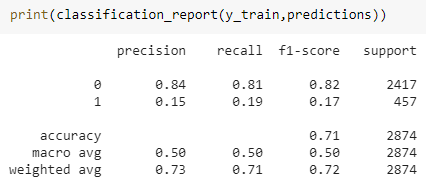 print(classification_report(y_train,predictions))
precision recall f1-score support
0 0.84 0.81 0.82 2417
1 0.15 0.19 0.17 457
accuracy 0.71 2874
macro avg 0.50 0.50 0.50 2874
weighted avg 0.73 0.71 0.72 2874